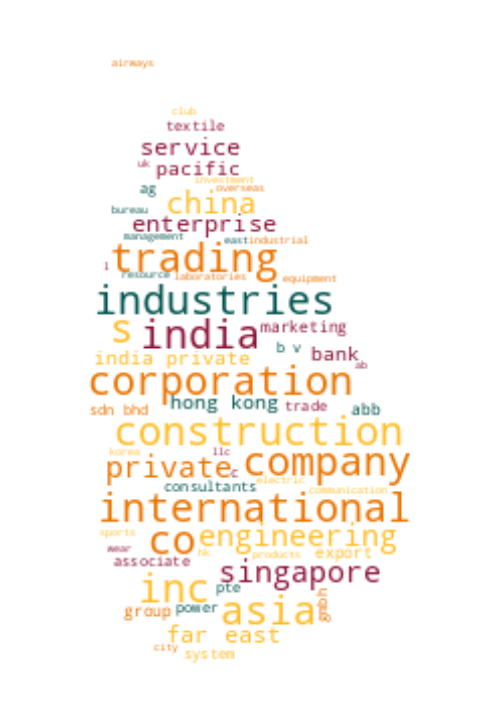 airways
club
textile
service
uk pacific
investment
ag overseas
china
bureau
enterprise
management east industrial
trading
l
resource laboratories equipment
industries
s india marketing
b v bank
india private
ab
corporation
sdn bhd hong kong trade abb
construction
korea llc
private c company
electric
consultants communication
international
sports
co engineering
wear hk products export
associate singapore
inc pte
group power asia gmbh
far east
city system